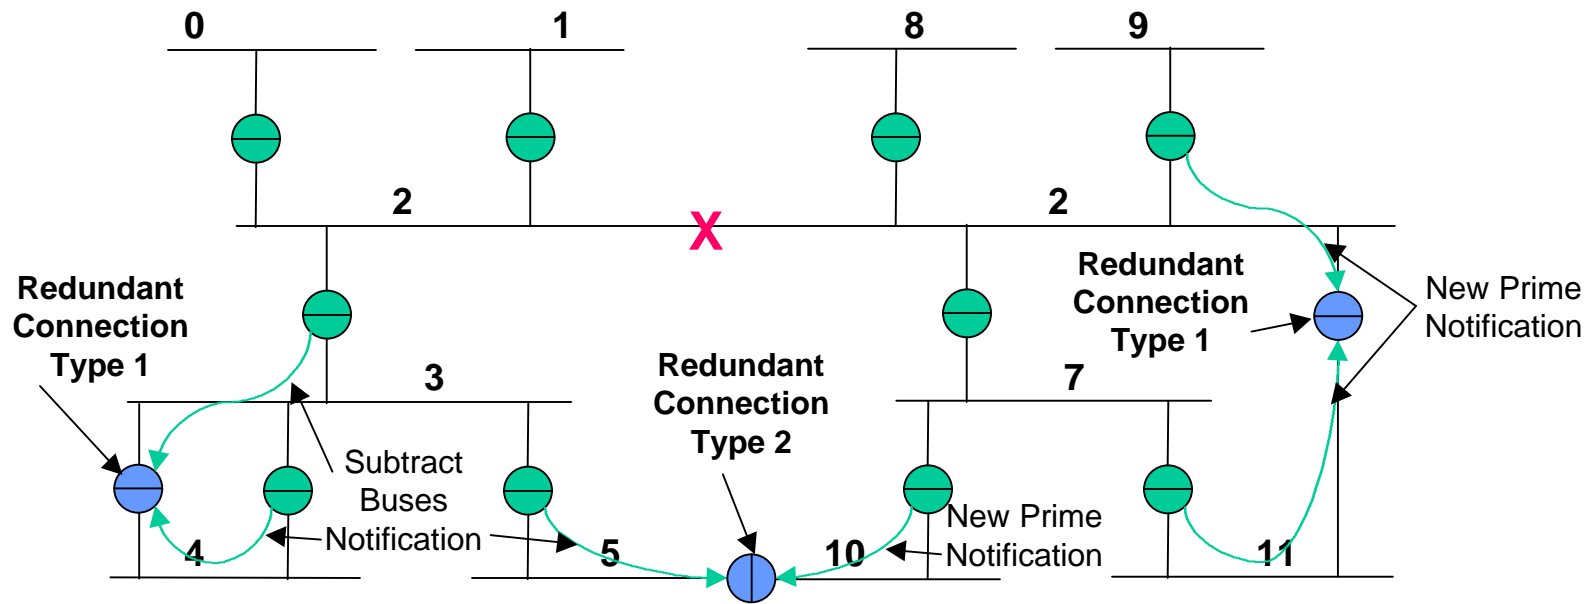 0
1
8
9
2
X
2
Redundant
Connection
Type 1
Redundant
Connection
Type 1
New Prime
Notification
3
Redundant
Connection
Type 2
7
Subtract
Buses
Notification
New Prime
Notification
4
5
10
11